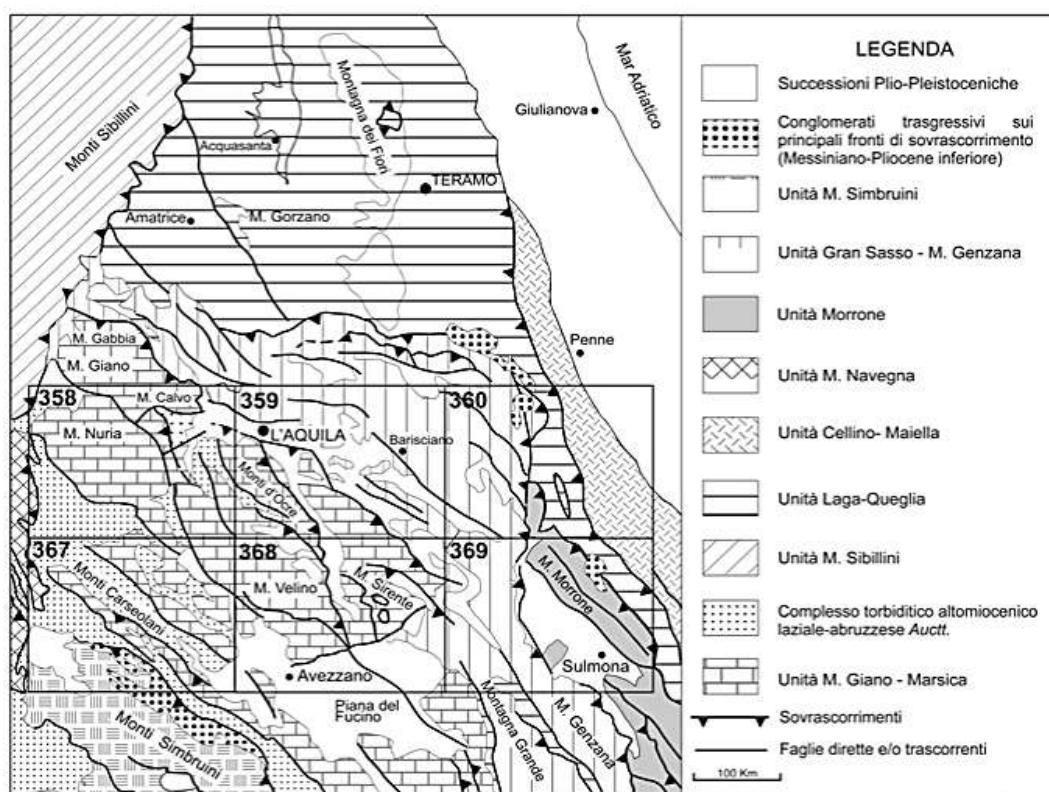 Monti Sibillini
Acquasanta
Montagna dei Fiori
TERAMO
Giulianova
Mar Adriatico
Amatrice
M. Gorzano
Penne
M. Gabbia
M. Giano
M. Calvo
358
359
360
M. Nuria
L'AQUILA
Barisciano
Monti d'Ocre
367
368
369
Monti Carseolani
M. Velino
M. Sirente
M. Morrone
Sulmona
Avezzano
Piana del
Fucino
Montagna Grande
M. Genzana
Monti Simbruini
LEGENDA
Successioni Plio-Pleistoceniche
Conglomerati trasgressivi sui
principali fronti di sovrascorrimento
(Messiniano-Pliocene inferiore)
Unità M. Simbruini
Unità Gran Sasso - M. Genzana
Unità Morrone
Unità M. Navegna
Unità Cellino- Maiella
Unità Laga-Queglia
Unità M. Sibillini
Complesso torbiditico altomiocenico
laziale-abruzzese Auctt.
Unità M. Giano - Marsica
Sovrascorrimenti
Faglie dirette e/o trascorrenti
100 Km